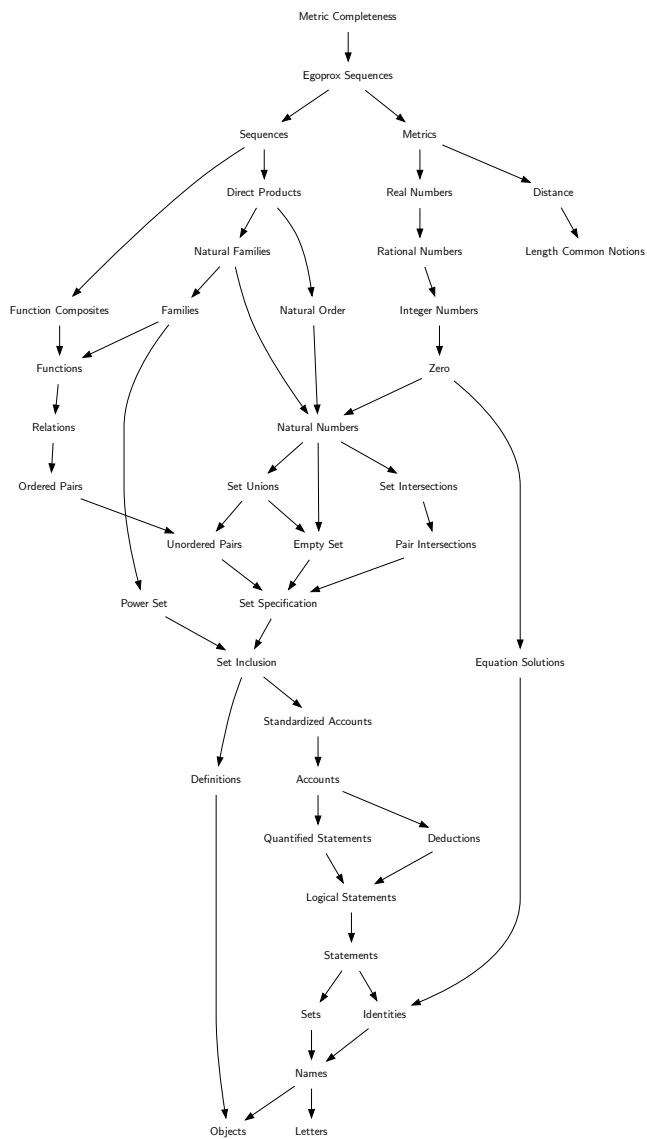 Metric Completeness
Egoprox Sequences
Sequences
Metrics
Direct Products
Real Numbers
Distance
Natural Families
Rational Numbers
Length Common Notions
Function Composites
Families
Natural Order
Integer Numbers
Functions
Zero
Relations
Natural Numbers
Ordered Pairs
Set Unions
Set Intersections
Unordered Pairs
Empty Set
Pair Intersections
Power Set
Set Specification
Set Inclusion
Equation Solutions
Standardized Accounts
Definitions
Accounts
Quantified Statements
Deductions
Logical Statements
Statements
Sets
Identities
Names
Objects
Letters